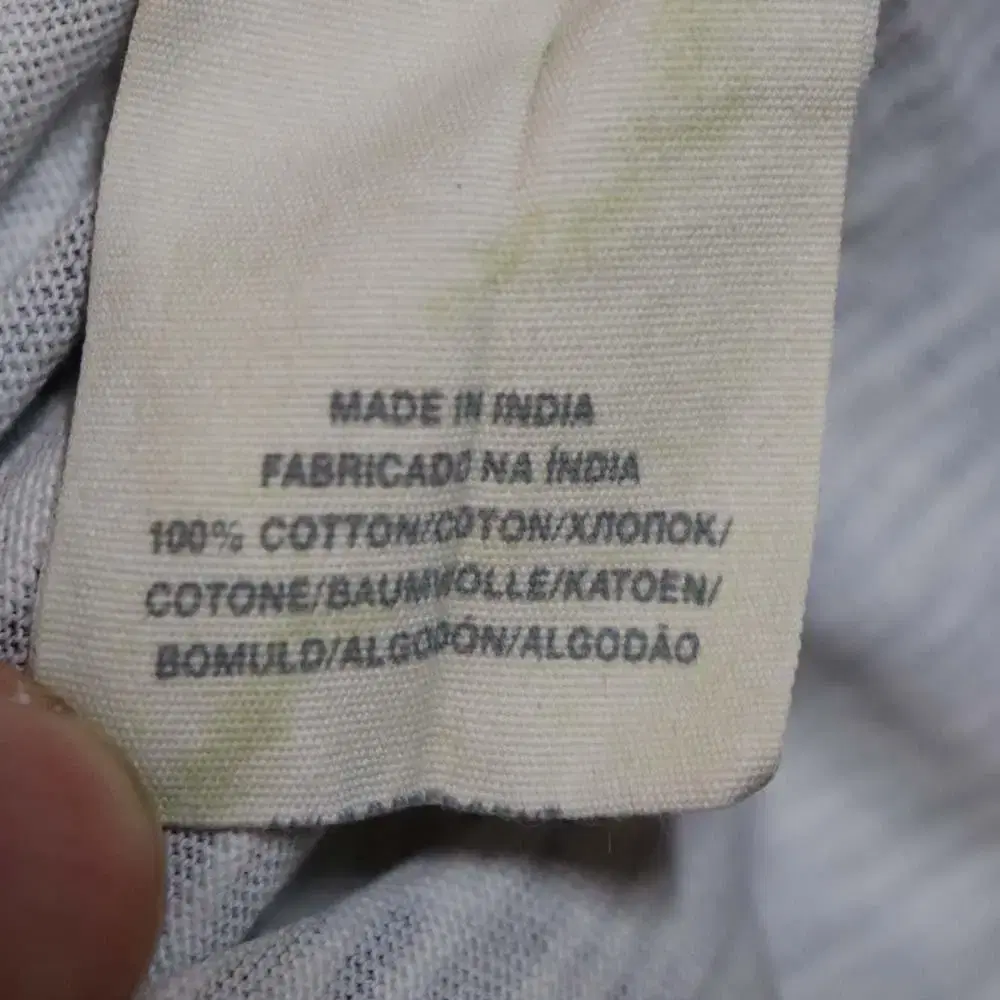 MADE IN INDIA
FABRICADO NA ÍNDIA
100% COTTON/COTON/ХЛОПОК/
COTONE/BAUMWOLLE/KATOEN/
BOMULD/ALGODÓN/ALGODÃO